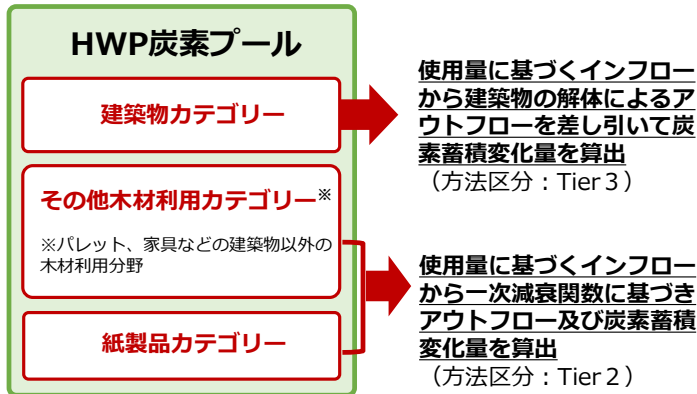 HWP炭素プール
建築物カテゴリー
使用量に基づくインフロー
から建築物の解体によるア
ウトフローを差し引いて炭
素蓄積変化量を算出
（方法区分：Tier３）
その他木材利用カテゴリー※
※パレット、家具などの建築物以外の
木材利用分野
紙製品カテゴリー
使用量に基づくインフロー
から一次減衰関数に基づき
アウトフロー及び炭素蓄積
変化量を算出
（方法区分：Tier２）